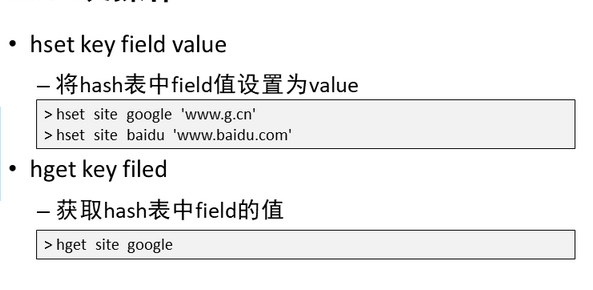 • hset key field value
– 将hash表中field值设置为value
> hset site google 'www.g.cn'
> hset site baidu 'www.baidu.com'
• hget key filed
– 获取hash表中field的值
> hget site google